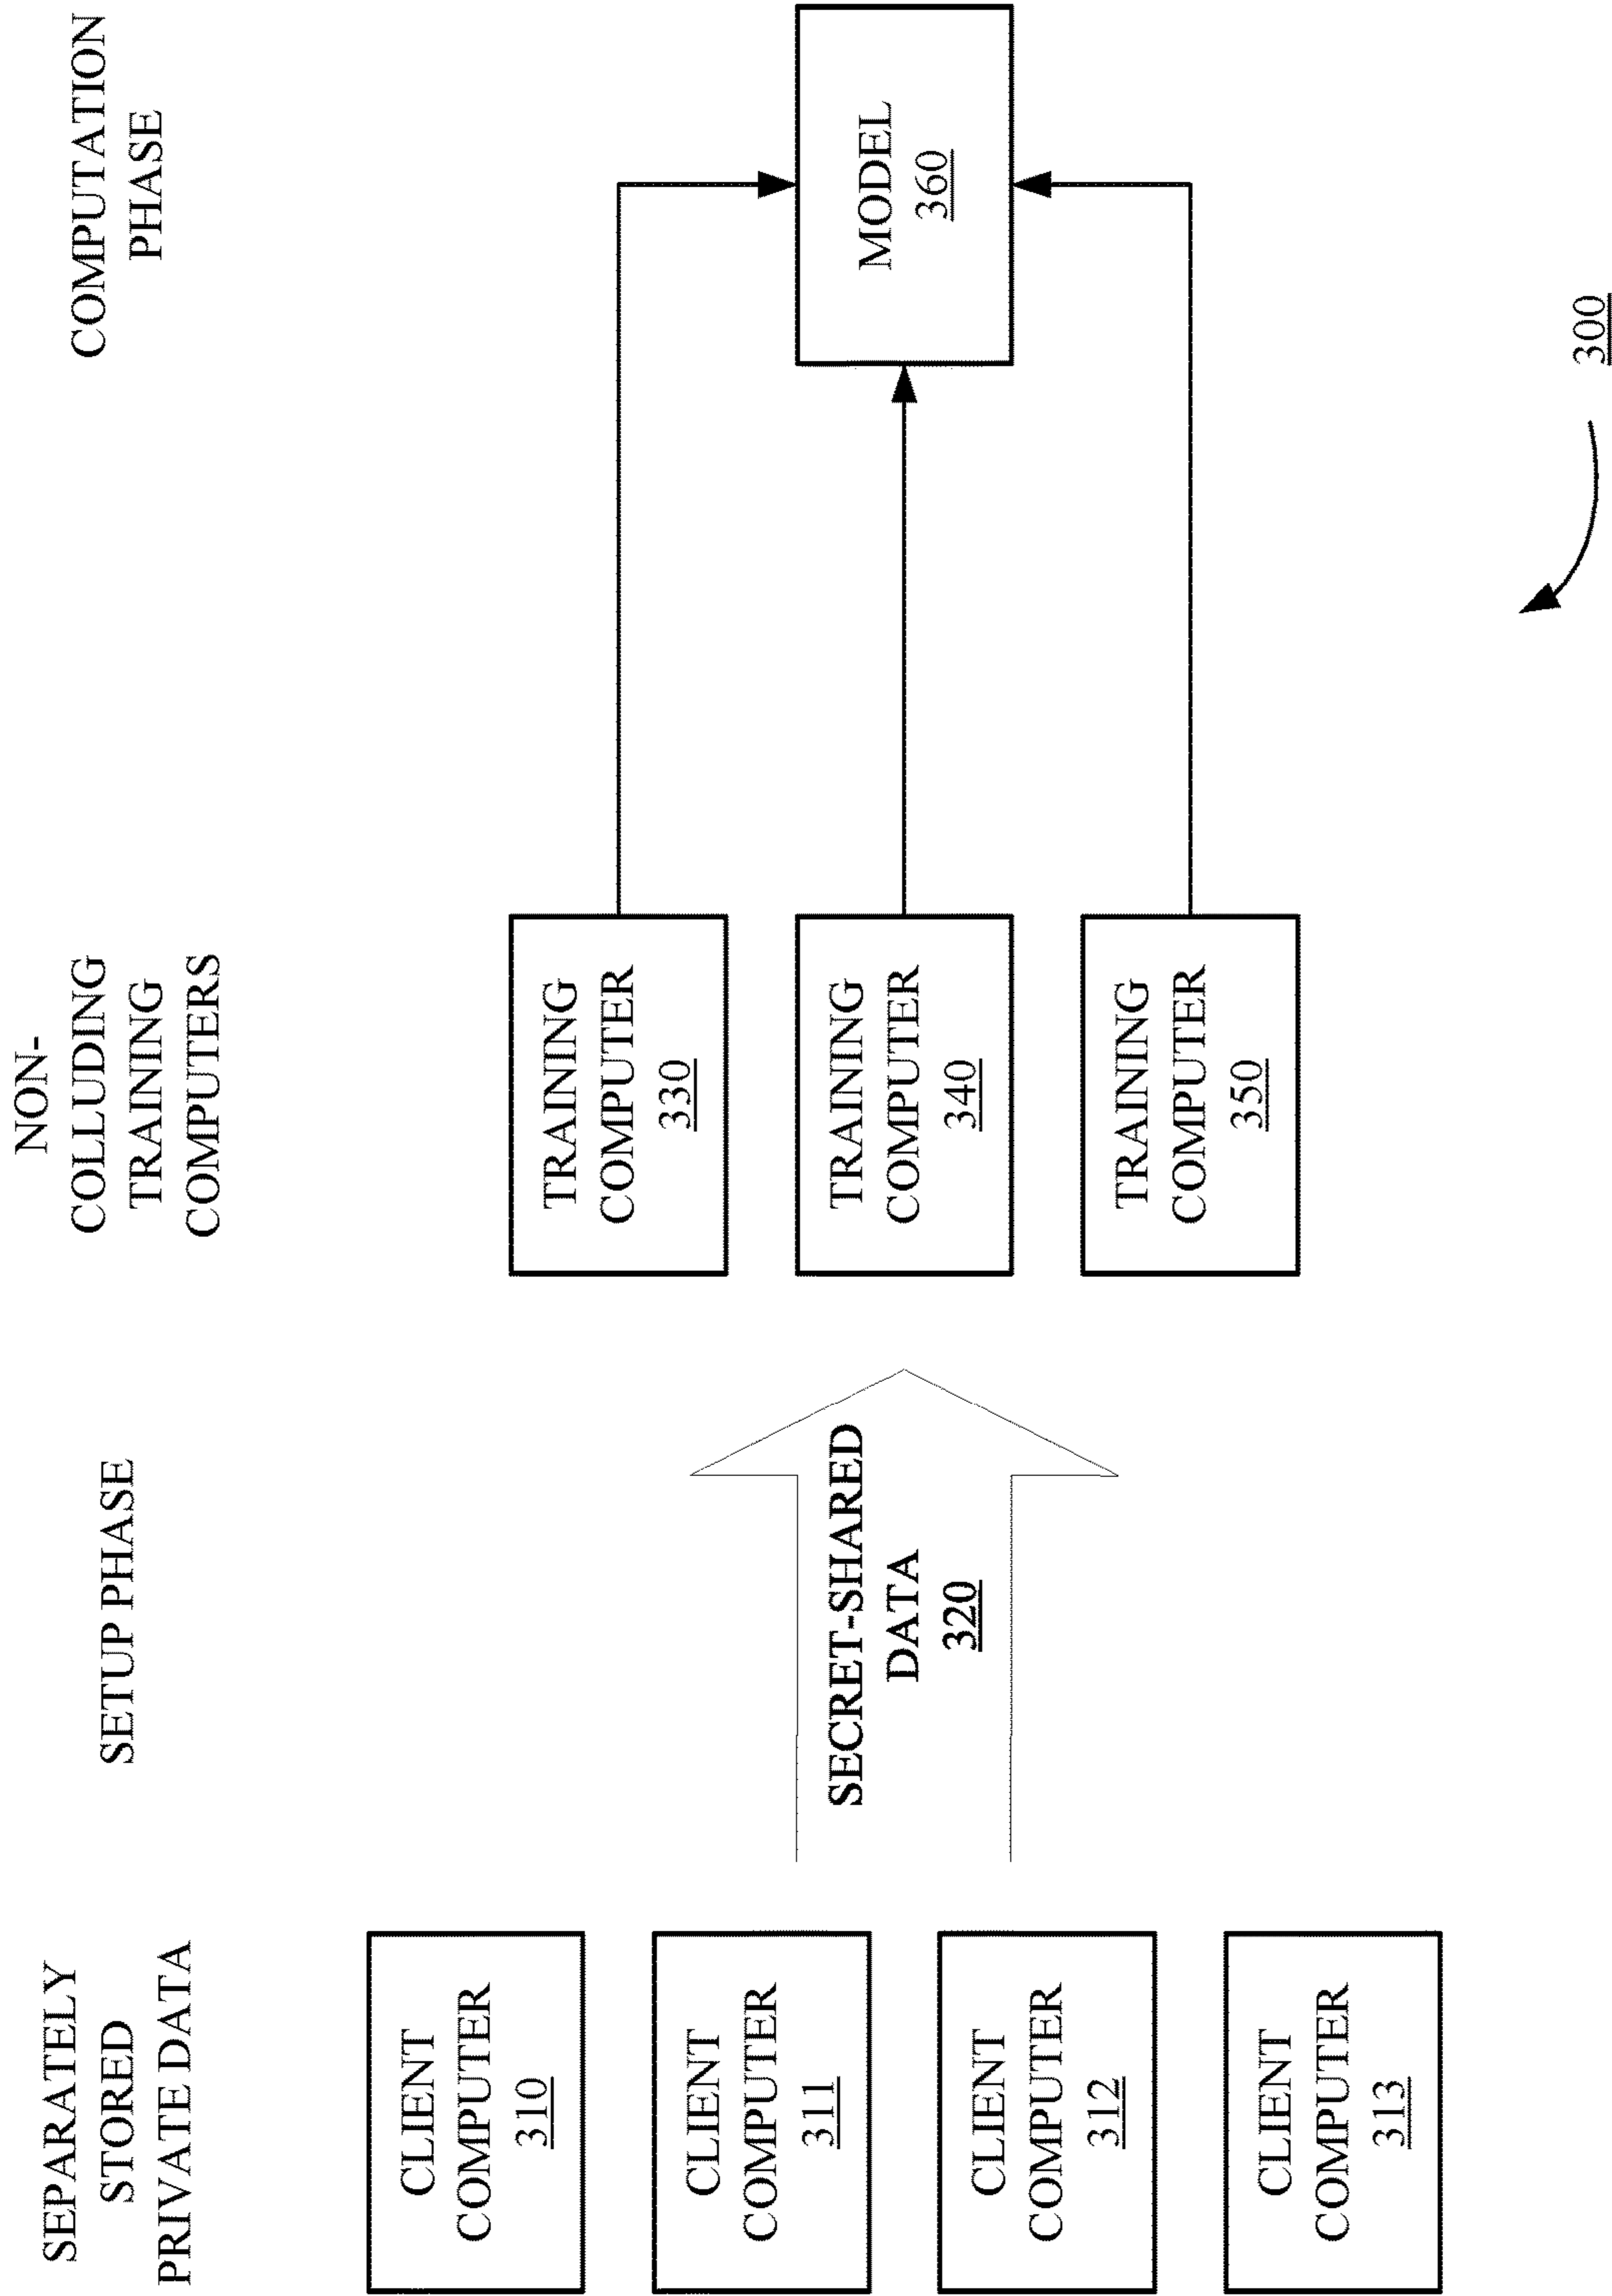 SEPARATELY
STORED
PRIVATE DATA
SETUP PHASE
NON-
COLLUDING
TRAINING
COMPUTERS
COMPUTATION
PHASE
CLIENT
COMPUTER
310
CLIENT
COMPUTER
311
CLIENT
COMPUTER
312
CLIENT
COMPUTER
313
SECRET-SHARED
DATA
320
TRAINING
COMPUTER
330
TRAINING
COMPUTER
340
TRAINING
COMPUTER
350
MODEL
360
300